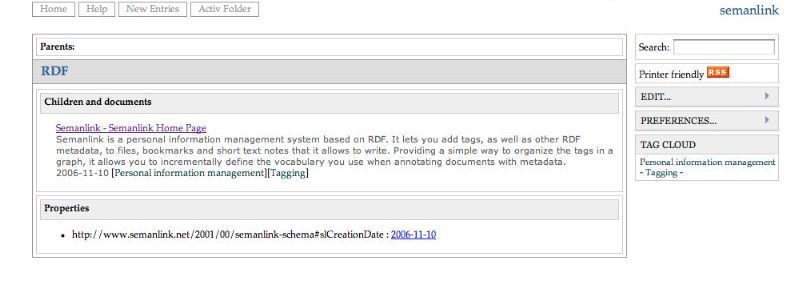 Home Help New Entries Activ Folder
semanlink
Parents:
RDF
Children and documents
Semanlink - Semanlink Home Page
Semanlink is a personal information management system based on RDF. It lets you add tags, as well as other RDF
metadata, to files, bookmarks and short text notes that it allows to write. Providing a simple way to organize the tags in a
graph, it allows you to incrementally define the vocabulary you use when annotating documents with metadata.
2006-11-10 [Personal information management][Tagging]
Properties
• http://www.semanlink.net/2001/00/semanlink-schema#slCreationDate : 2006-11-10
Search:
Printer friendly RSS
EDIT...
PREFERENCES...
TAG CLOUD
Personal information management
- Tagging -